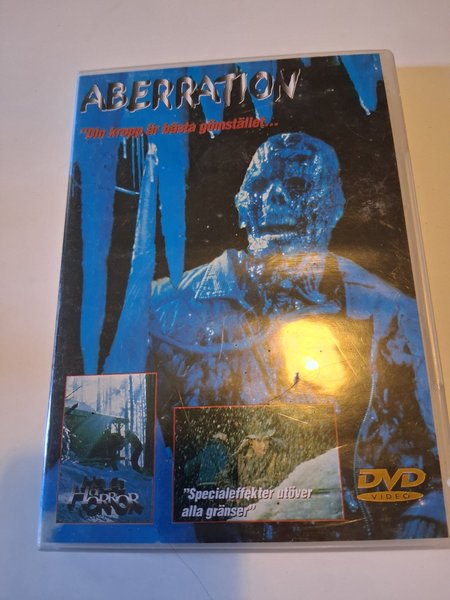 ABERRATION
"Din kropp är bästa gömstället...
HORROR
"Specialeffekter utöver
alla gränser"
DVD
VIDEO